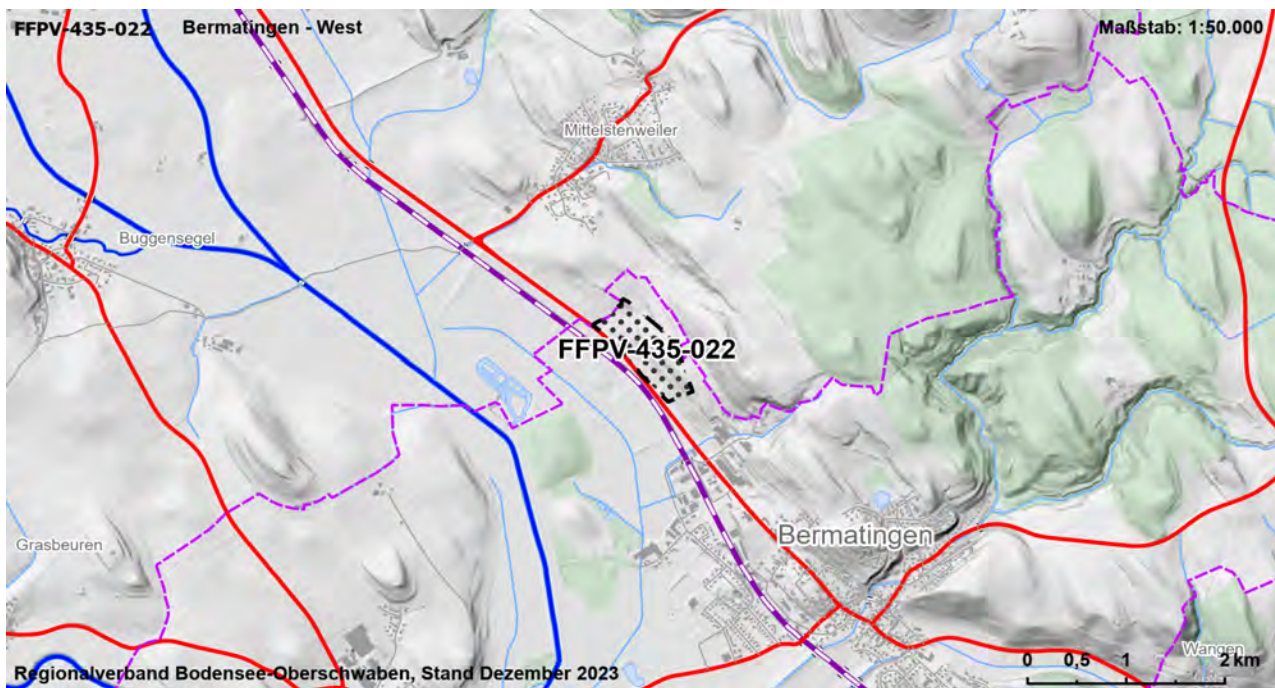 FFPV-435-022 Bermatingen - West Maßstab: 1:50.000
Mittelstenweiler
Buggensegel
FFPV-435-022
Bermatingen
Grasbeuren
Wangen
Regionalverband Bodensee-Oberschwaben, Stand Dezember 2023
0 0,5 1 2 km